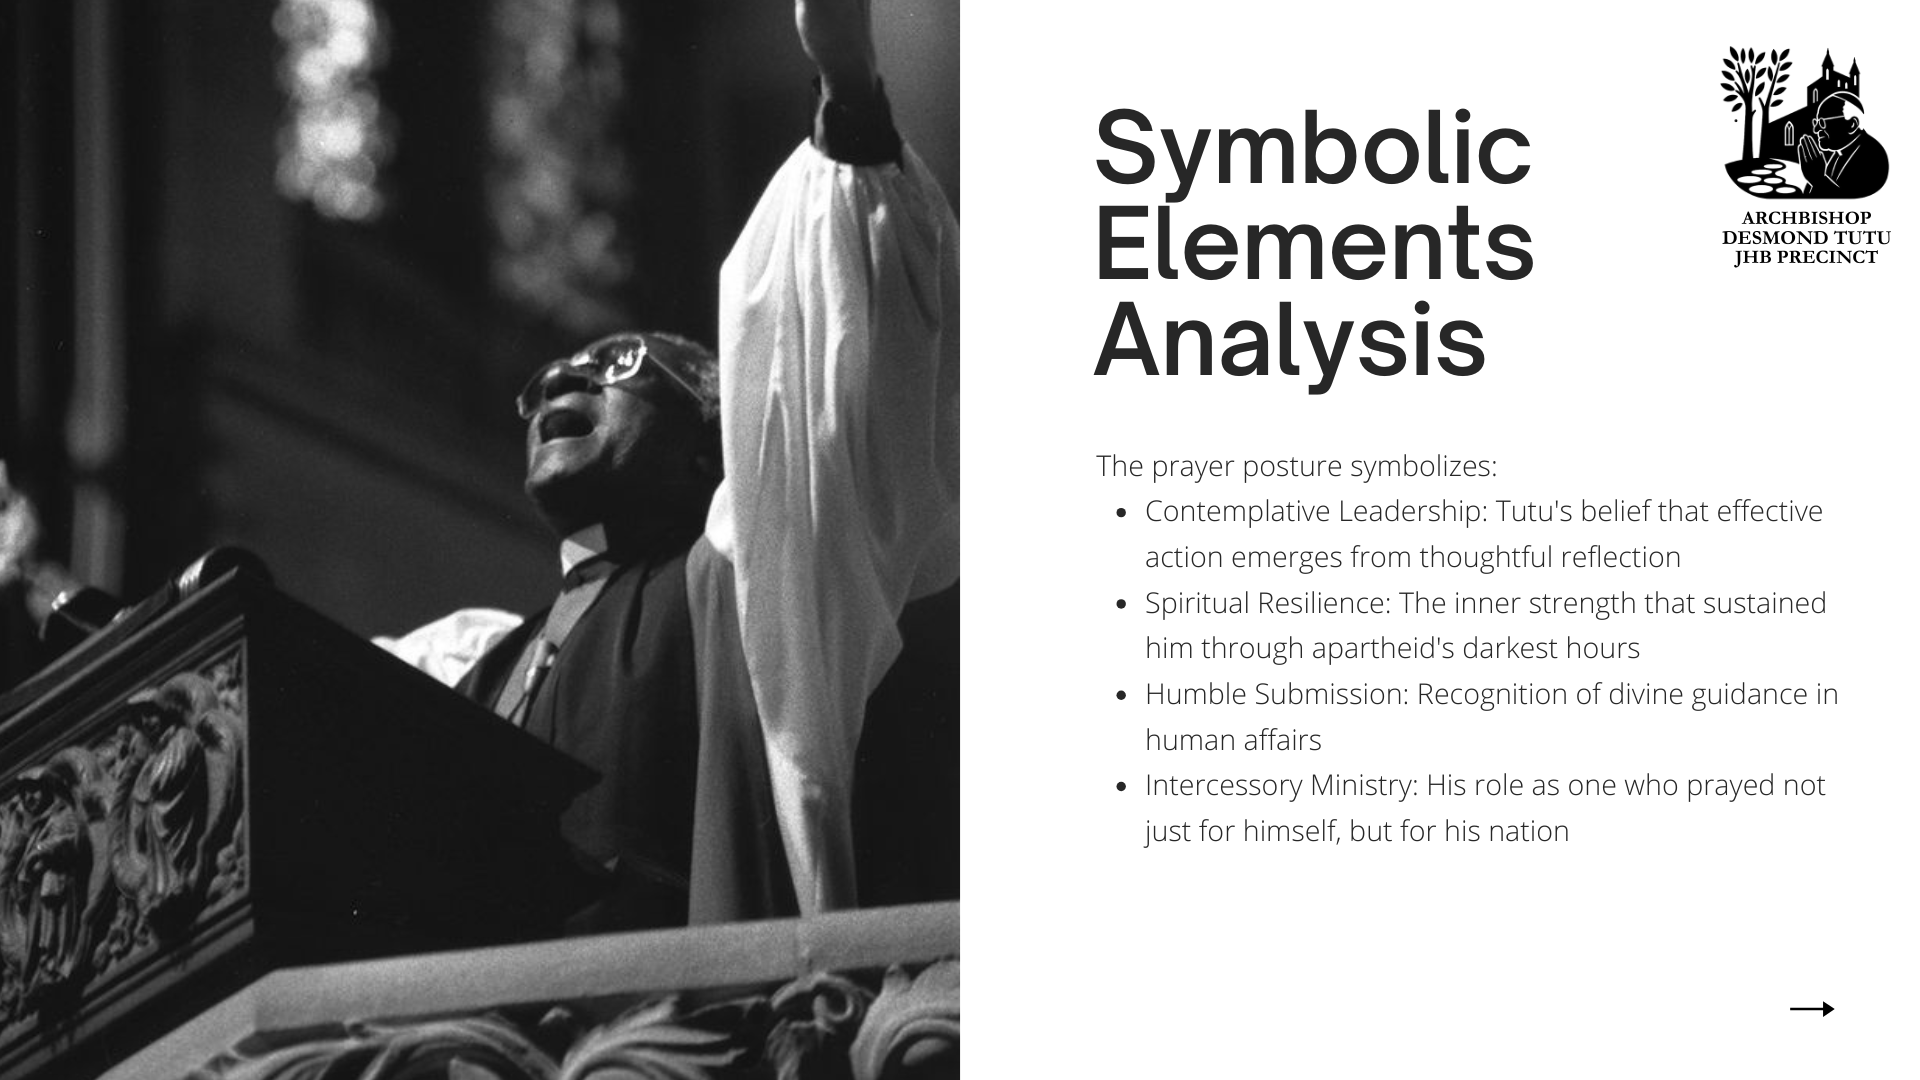 Symbolic
Elements
Analysis
ARCHBISHOP
DESMOND TUTU
JHB PRECINCT
The prayer posture symbolizes:
• Contemplative Leadership: Tutu's belief that effective
action emerges from thoughtful reflection
• Spiritual Resilience: The inner strength that sustained
him through apartheid's darkest hours
• Humble Submission: Recognition of divine guidance in
human affairs
• Intercessory Ministry: His role as one who prayed not
just for himself, but for his nation